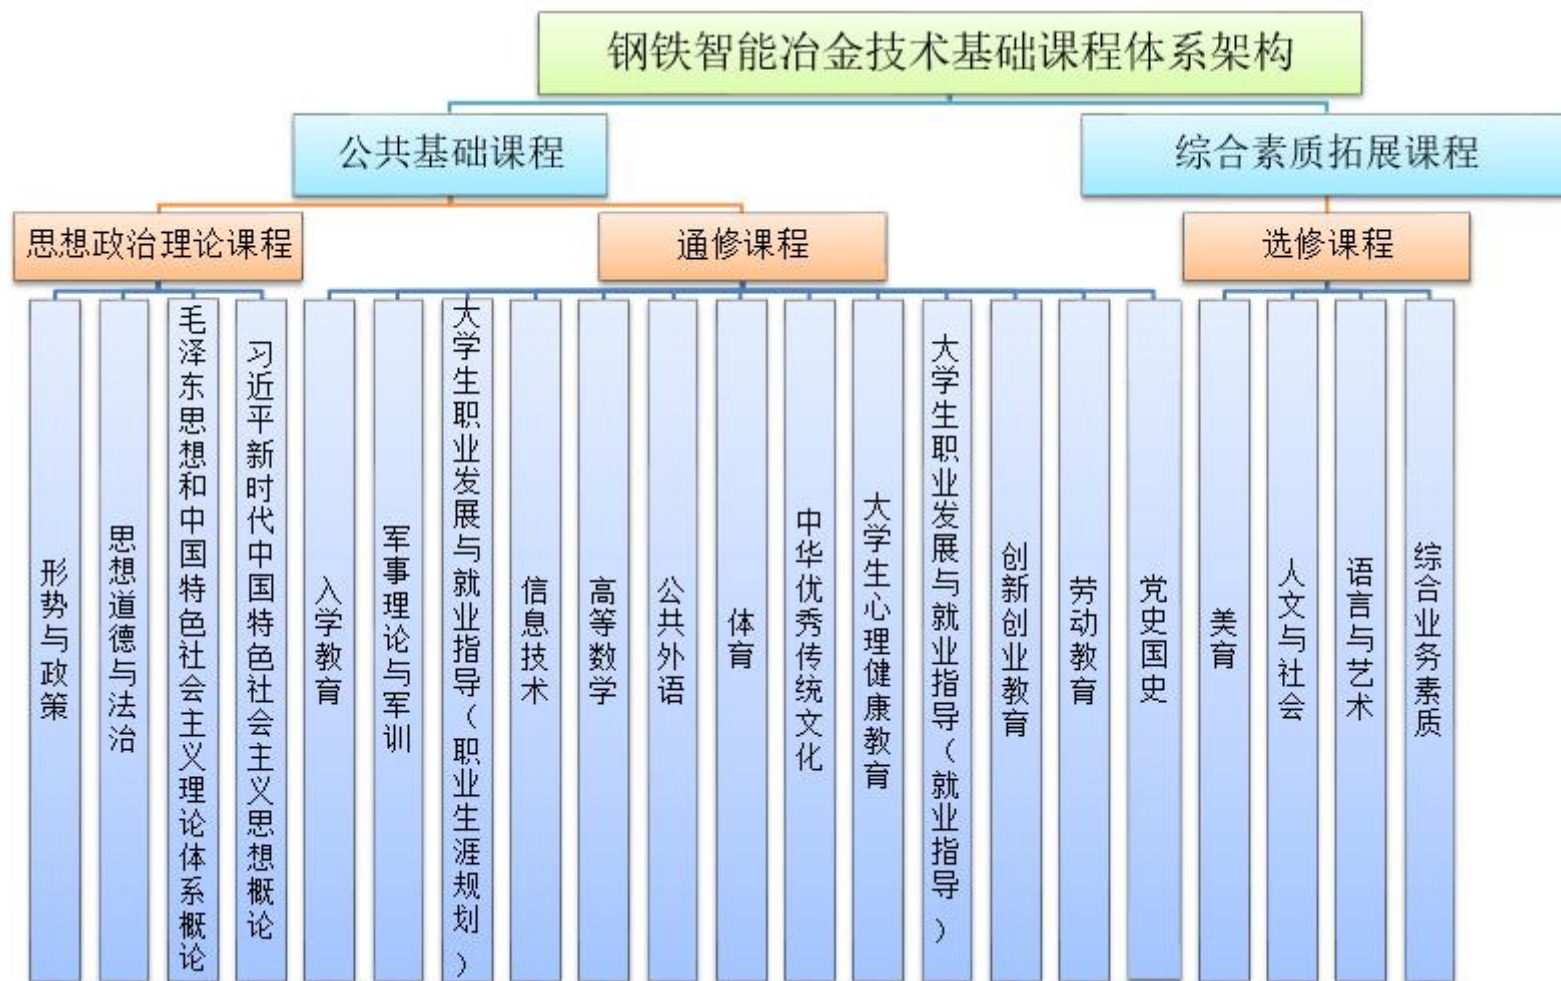 钢铁智能冶金技术基础课程体系架构
公共基础课程
综合素质拓展课程
思想政治理论课程
通修课程
选修课程
形势与政策
思想道德与法治
毛泽东思想和中国特色社会主义理论体系概论
习近平新时代中国特色社会主义思想概论
入学教育
军事理论与军训
大学生职业发展与就业指导（职业生涯规划）
信息技术
高等数学
公共外语
体育
中华优秀传统文化
大学生心理健康教育
大学生职业发展与就业指导（就业指导）
创新创业教育
劳动教育
党史国史
美育
人文与社会
语言与艺术
综合业务素质